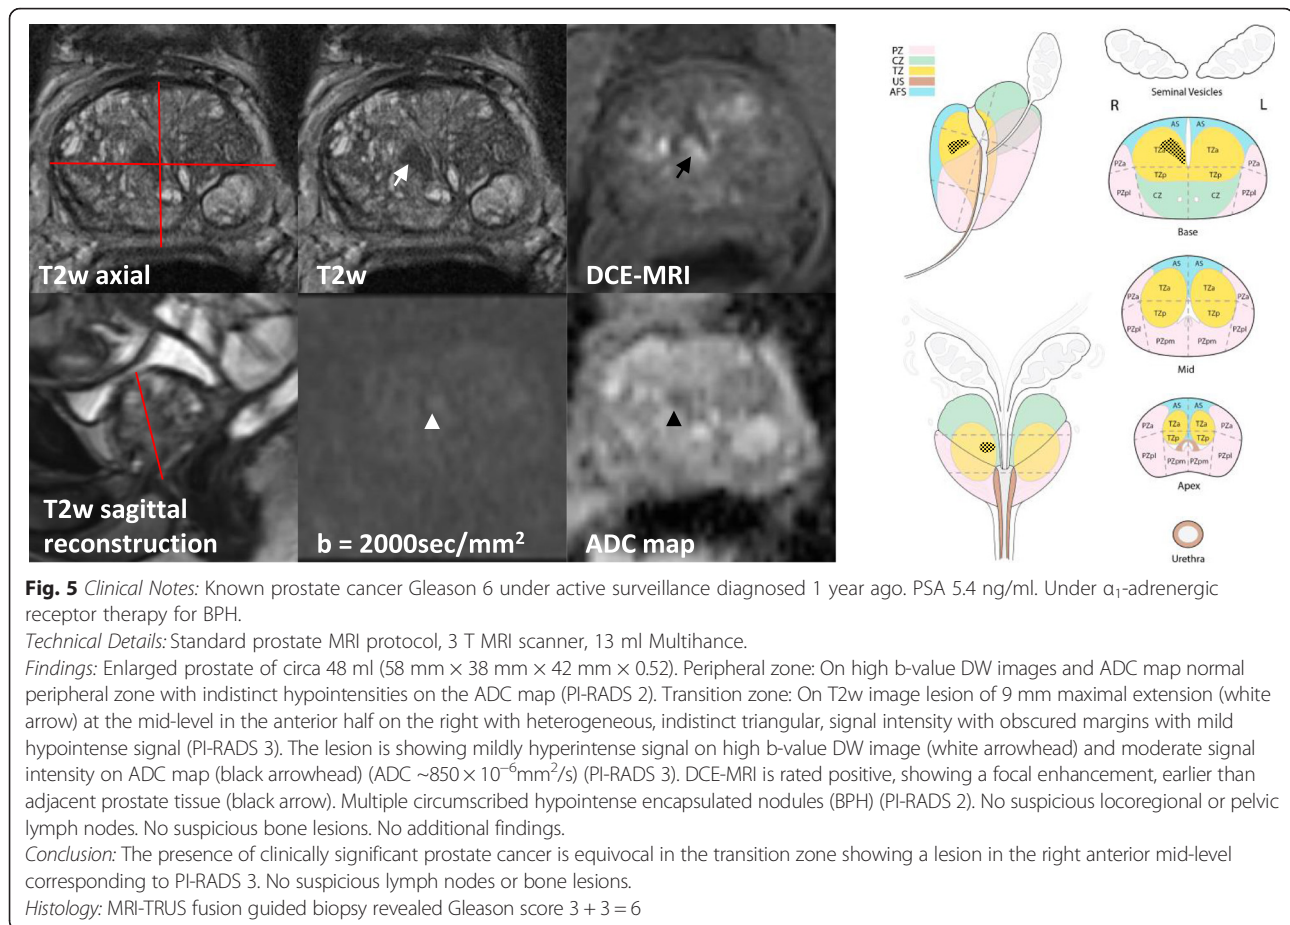 T2w axial
T2w
DCE-MRI
T2w sagittal
reconstruction
b = 2000sec/mm²
ADC map
PZ
CZ
TZ
US
AFS
Seminal Vesicles
R
L
AS
AS
TZa
TZa
PZa
PZa
TZp
TZp
PZpl
PZpl
CZ
CZ
Base
AS
AS
PZa
TZa
TZa
PZa
TZp
TZp
PZpl
PZpl
PZpm
PZpm
Mid
AS
AS
PZa
TZa
TZa
PZa
TZp
TZp
PZpl
PZpm
PZpm
PZpl
Apex
Urethra
Fig. 5 Clinical Notes: Known prostate cancer Gleason 6 under active surveillance diagnosed 1 year ago. PSA 5.4 ng/ml. Under α₁-adrenergic
receptor therapy for BPH.
Technical Details: Standard prostate MRI protocol, 3 T MRI scanner, 13 ml Multihance.
Findings: Enlarged prostate of circa 48 ml (58 mm × 38 mm × 42 mm × 0.52). Peripheral zone: On high b-value DW images and ADC map normal
peripheral zone with indistinct hypointensities on the ADC map (PI-RADS 2). Transition zone: On T2w image lesion of 9 mm maximal extension (white
arrow) at the mid-level in the anterior half on the right with heterogeneous, indistinct triangular, signal intensity with obscured margins with mild
hypointense signal (PI-RADS 3). The lesion is showing mildly hyperintense signal on high b-value DW image (white arrowhead) and moderate signal
intensity on ADC map (black arrowhead) (ADC ~850 × 10⁻⁶mm²/s) (PI-RADS 3). DCE-MRI is rated positive, showing a focal enhancement, earlier than
adjacent prostate tissue (black arrow). Multiple circumscribed hypointense encapsulated nodules (BPH) (PI-RADS 2). No suspicious locoregional or pelvic
lymph nodes. No suspicious bone lesions. No additional findings.
Conclusion: The presence of clinically significant prostate cancer is equivocal in the transition zone showing a lesion in the right anterior mid-level
corresponding to PI-RADS 3. No suspicious lymph nodes or bone lesions.
Histology: MRI-TRUS fusion guided biopsy revealed Gleason score 3 + 3 = 6